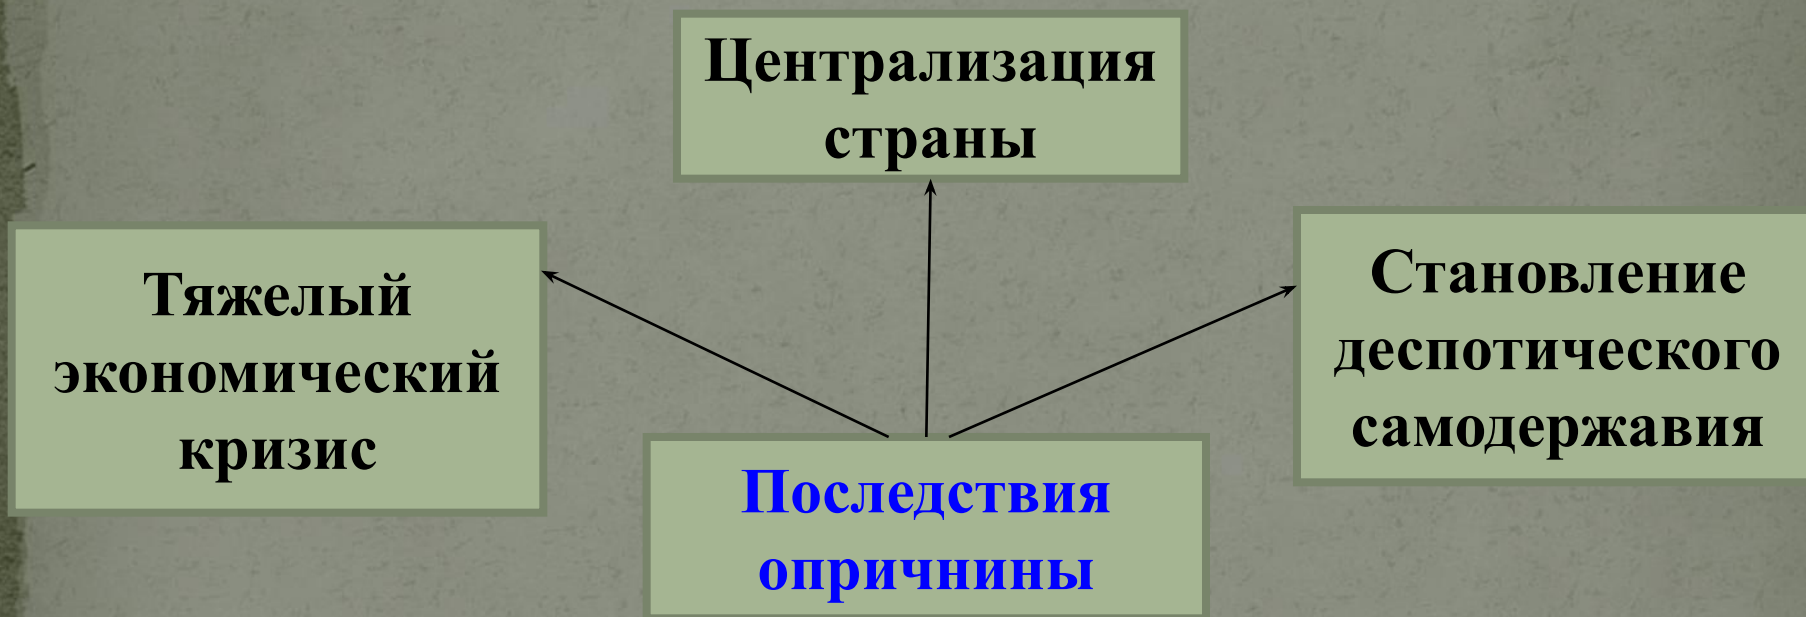 Централизация
страны
Тяжелый
экономический
кризис
Становление
деспотического
самодержавия
Последствия
опричнины